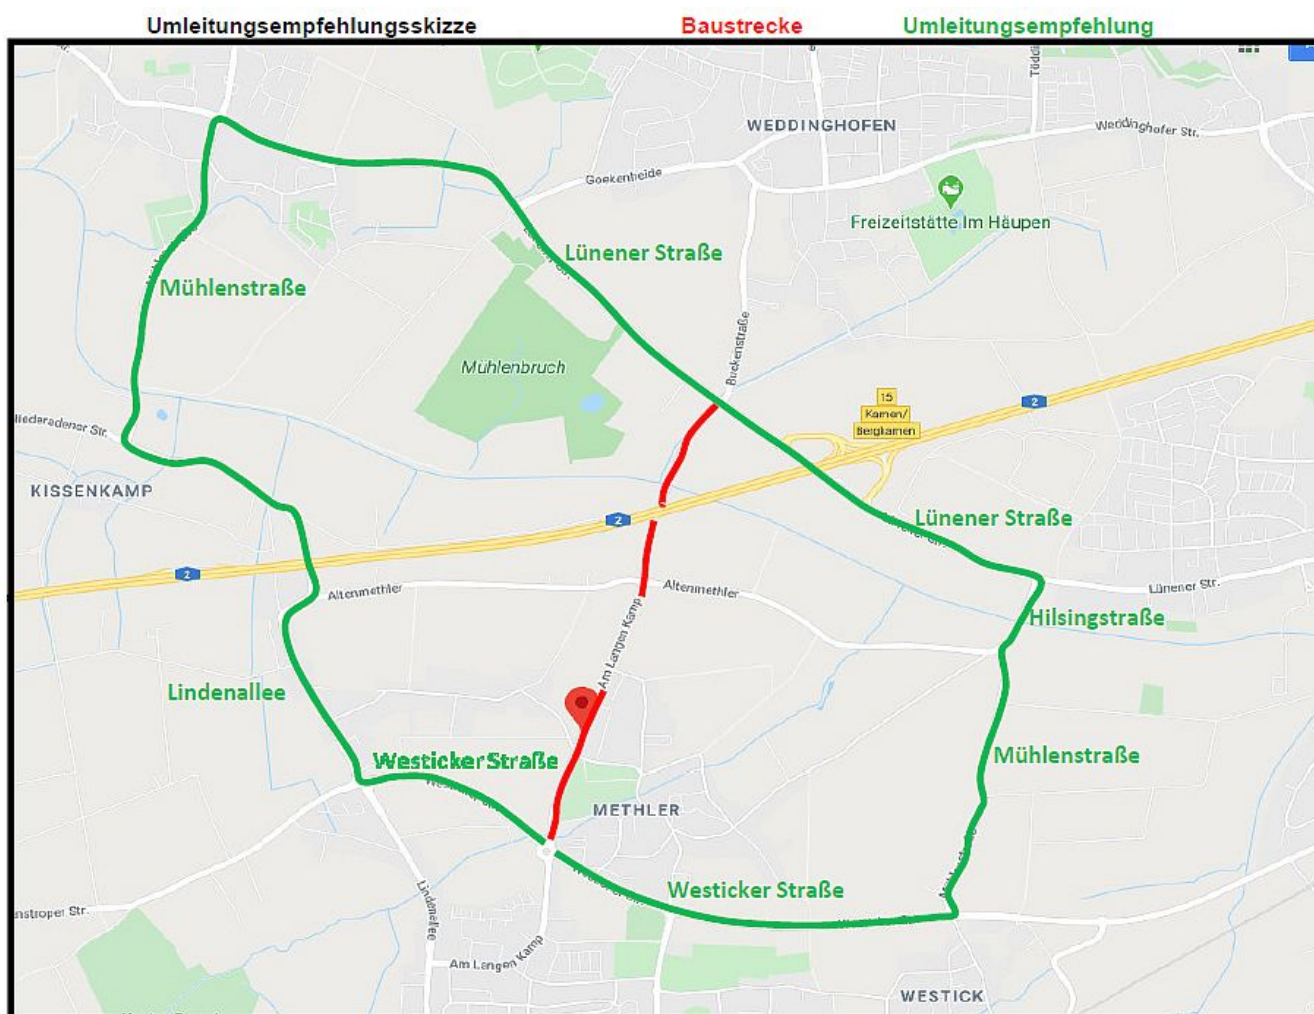 Umleitungsempfehlungsskizze Baustrecke Umleitungsempfehlung
WEDDINGHOFEN
Weddinghofer Str.
Goekenheide
Freizeitstätte Im Häupen
Lünener Straße
Mühlenstraße
Buckenstraße
Mühlenbruch
15
Kamen/
Bergkamen
2
KISSENKAMP
2
Lünener Straße
2
Altenmethler
Altenmethler
Lünener Str.
Hilsingstraße
Am Langen Kamp
Lindenallee
Westicker Straße
Mühlenstraße
METHLER
Westicker Straße
Lindenallee
Am Langen Kamp
WESTICK